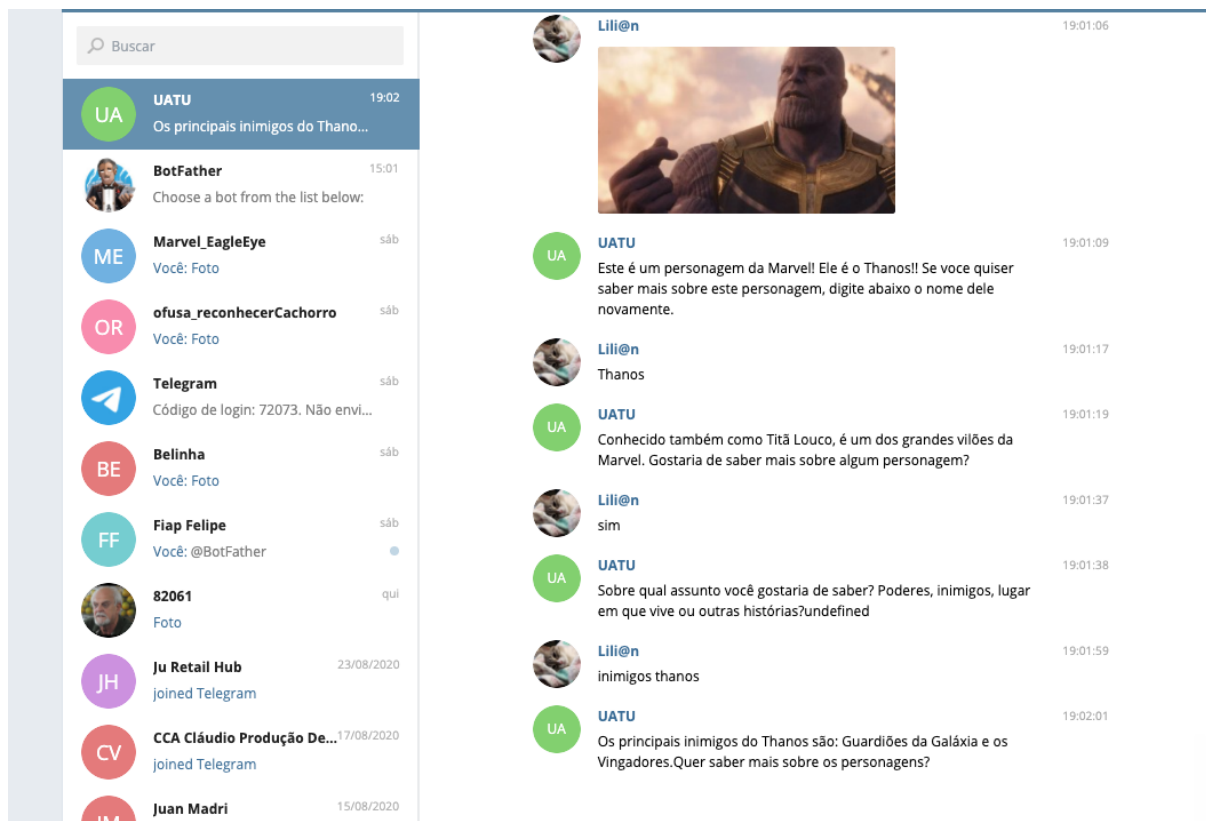 Buscar
UA
UATU
19:02
Os principais inimigos do Thano...
BotFather
15:01
Choose a bot from the list below:
ME
Marvel_EagleEye
sáb
Você: Foto
OR
ofusa_reconhecerCachorro
sáb
Você: Foto
Telegram
sáb
Código de login: 72073. Não envi...
BE
Belinha
sáb
Você: Foto
FF
Fiap Felipe
sáb
Você: @BotFather
82061
qui
Foto
JH
Ju Retail Hub
23/08/2020
joined Telegram
CV
CCA Cláudio Produção De...
17/08/2020
joined Telegram
JM
Juan Madri
15/08/2020
Lili@n
19:01:06
UA
UATU
19:01:09
Este é um personagem da Marvel! Ele é o Thanos!! Se voce quiser
saber mais sobre este personagem, digite abaixo o nome dele
novamente.
Lili@n
19:01:17
Thanos
UA
UATU
19:01:19
Conhecido também como Titã Louco, é um dos grandes vilões da
Marvel. Gostaria de saber mais sobre algum personagem?
Lili@n
19:01:37
sim
UA
UATU
19:01:38
Sobre qual assunto você gostaria de saber? Poderes, inimigos, lugar
em que vive ou outras histórias?undefined
Lili@n
19:01:59
inimigos thanos
UA
UATU
19:02:01
Os principais inimigos do Thanos são: Guardiões da Galáxia e os
Vingadores.Quer saber mais sobre os personagens?